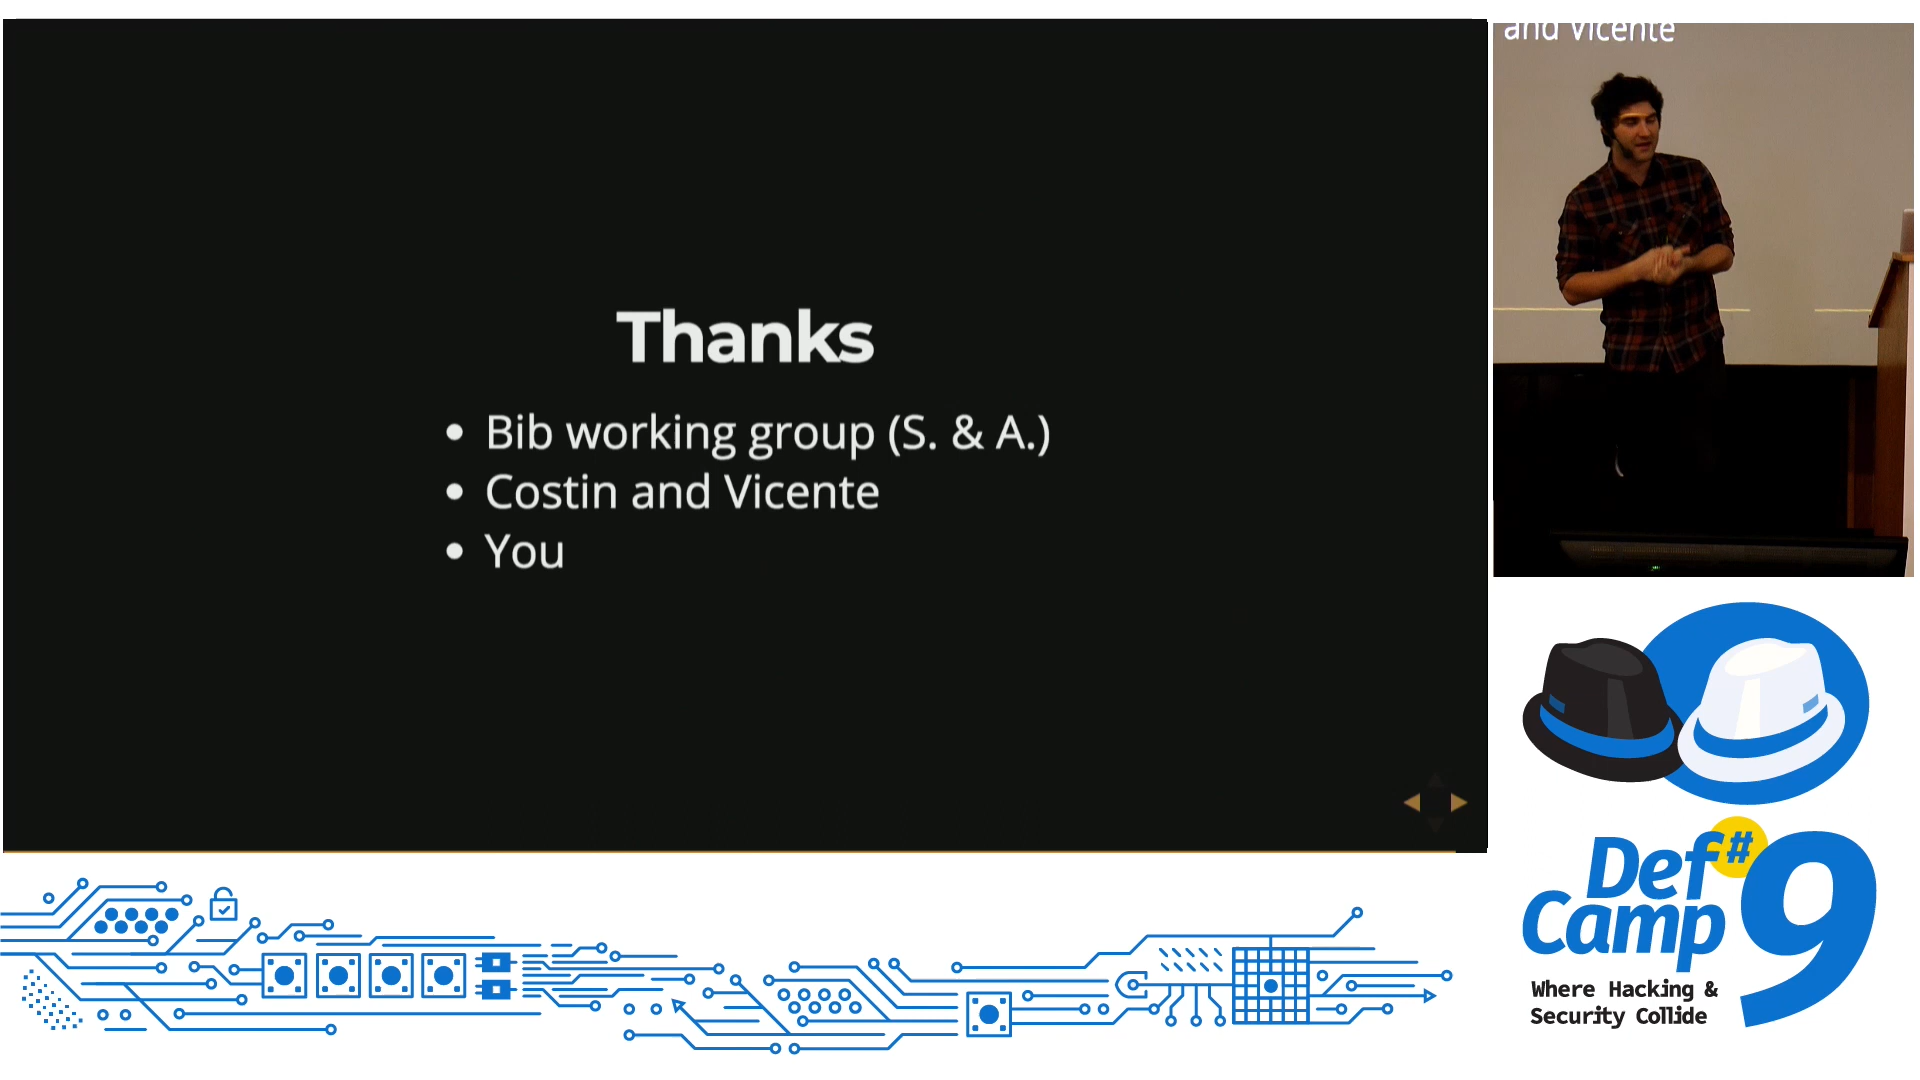 Thanks
Bib working group (S. & A.)
Costin and Vicente
You
and Vicente
Def
Camp
#9
Where Hacking &
Security Collide